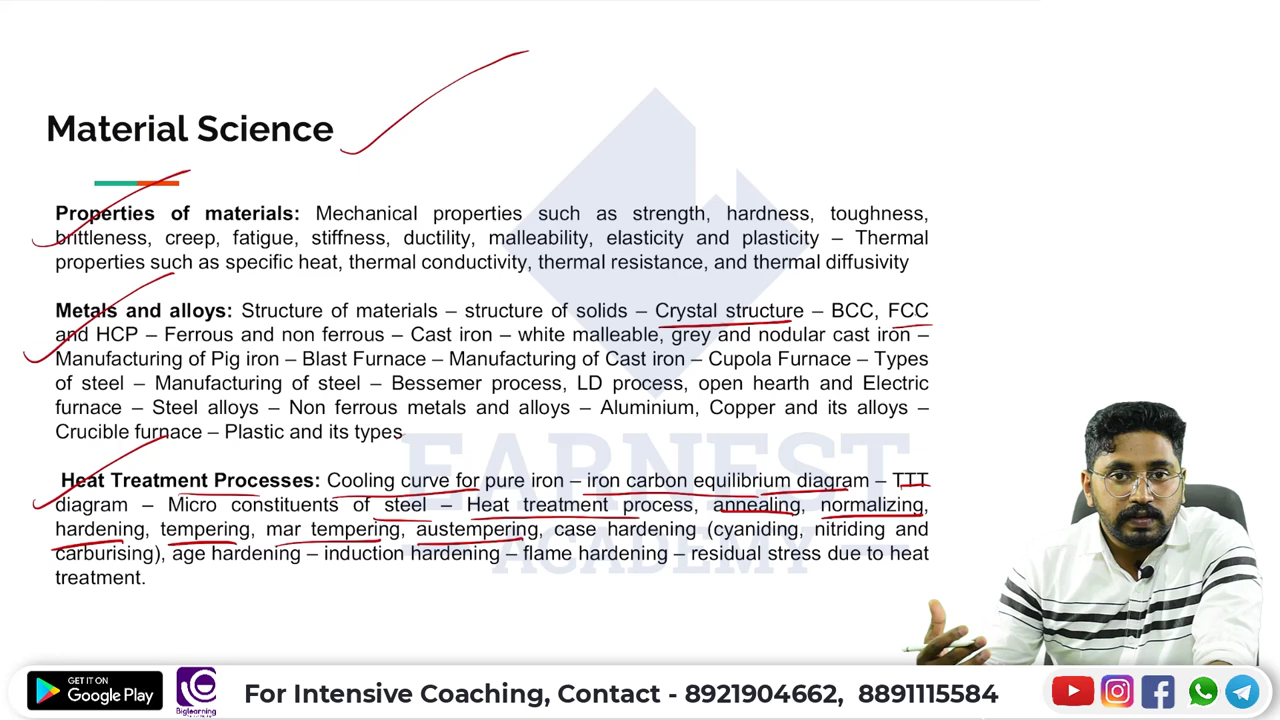 Material Science
Properties of materials: Mechanical properties such as strength, hardness, toughness,
brittleness, creep, fatigue, stiffness, ductility, malleability, elasticity and plasticity – Thermal
properties such as specific heat, thermal conductivity, thermal resistance, and thermal diffusivity
Metals and alloys: Structure of materials – structure of solids – Crystal structure – BCC, FCC
and HCP – Ferrous and non ferrous – Cast iron – white malleable, grey and nodular cast iron –
Manufacturing of Pig iron – Blast Furnace – Manufacturing of Cast iron – Cupola Furnace – Types
of steel – Manufacturing of steel – Bessemer process, LD process, open hearth and Electric
furnace – Steel alloys – Non ferrous metals and alloys – Aluminium, Copper and its alloys –
Crucible furnace – Plastic and its types
Heat Treatment Processes: Cooling curve for pure iron – iron carbon equilibrium diagram – TTT
diagram – Micro constituents of steel – Heat treatment process, annealing, normalizing,
hardening, tempering, mar tempering, austempering, case hardening (cyaniding, nitriding and
carburising), age hardening – induction hardening – flame hardening – residual stress due to heat
treatment.
EARNEST
ACADEMY
GET IT ON
Google Play
Biglearning
For Intensive Coaching, Contact - 8921904662, 8891115584